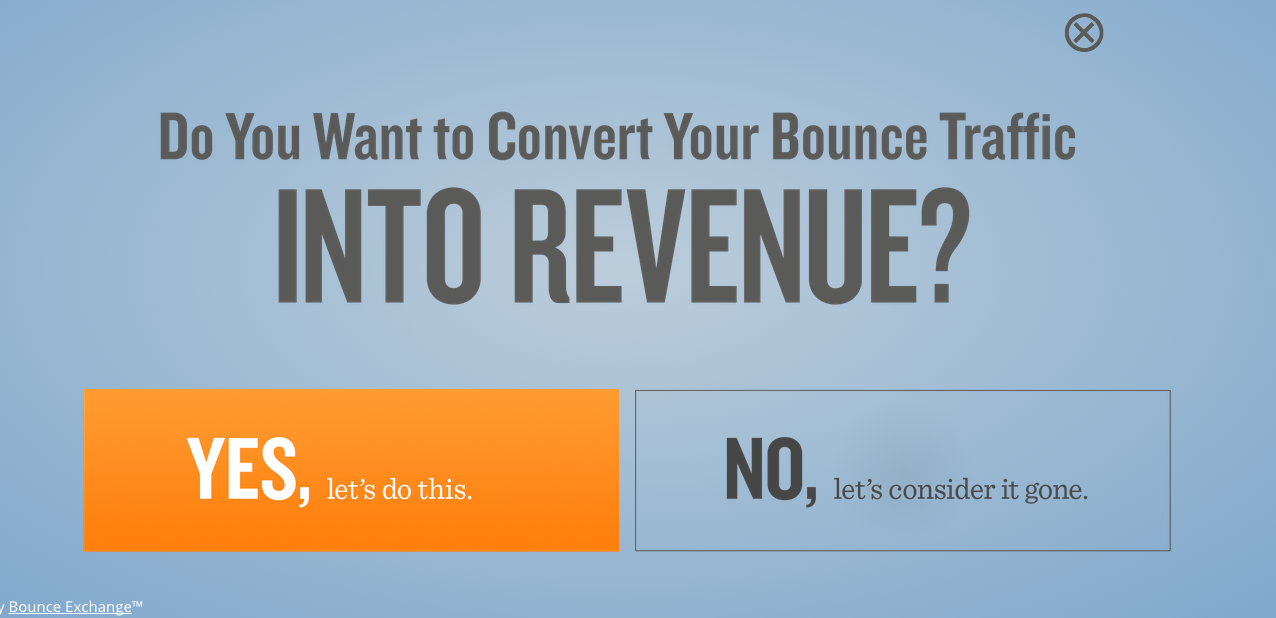 Do You Want to Convert Your Bounce Traffic
INTO REVENUE?
YES, let's do this.
NO, let's consider it gone.
y Bounce Exchange™